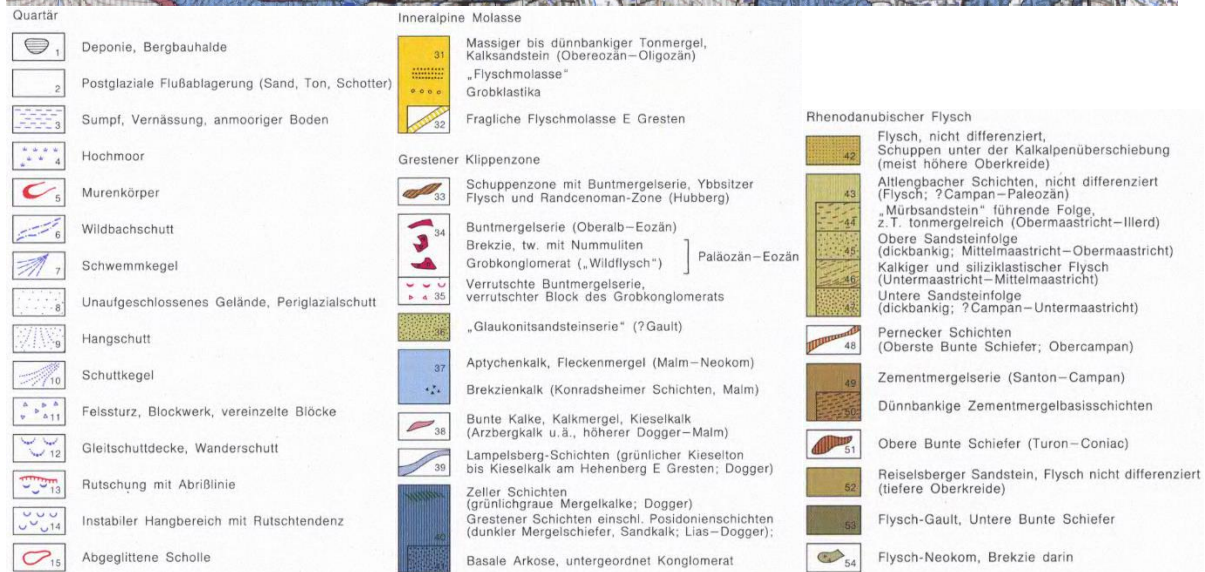 Quartär
1
Deponie, Bergbauhalde
2
Postglaziale Flußablagerung (Sand, Ton, Schotter)
3
Sumpf, Vernässung, anmooriger Boden
4
Hochmoor
5
Murenkörper
6
Wildbachschutt
7
Schwemmkegel
8
Unaufgeschlossenes Gelände, Periglazialschutt
9
Hangschutt
10
Schuttkegel
11
Felssturz, Blockwerk, vereinzelte Blöcke
12
Gleitschuttdecke, Wanderschutt
13
Rutschung mit Abrißlinie
14
Instabiler Hangbereich mit Rutschtendenz
15
Abgeglittene Scholle
Inneralpine Molasse
31
Massiger bis dünnbankiger Tonmergel,
Kalksandstein (Obereozän—Oligozän)
„Flyschmolasse"
Grobklastika
32
Fragliche Flyschmolasse E Gresten
Grestener Klippenzone
33
Schuppenzone mit Buntmergelserie, Ybbsitzer
Flysch und Randcenoman-Zone (Hubberg)
34
Buntmergelserie (Oberalb—Eozän)
Brekzie, tw. mit Nummuliten
Grobkonglomerat („Wildflysch")
Paläozän—Eozän
35
Verrutschte Buntmergelserie,
verrutschter Block des Grobkonglomerats
36
„Glaukonitsandsteinserie" (?Gault)
37
Aptychenkalk, Fleckenmergel (Malm—Neokom)
Brekzienkalk (Konradsheimer Schichten, Malm)
38
Bunte Kalke, Kalkmergel, Kieselkalk
(Arzbergkalk u.ä., höherer Dogger—Malm)
39
Lampelsberg-Schichten (grünlicher Kieselton
bis Kieselkalk am Hehenberg E Gresten; Dogger)
Zeller Schichten
(grünlichgraue Mergelkalke; Dogger)
40
Grestener Schichten einschl. Posidonienschichten
(dunkler Mergelschiefer, Sandkalk; Lias-Dogger);
41
Basale Arkose, untergeordnet Konglomerat
Rhenodanubischer Flysch
42
Flysch, nicht differenziert,
Schuppen unter der Kalkalpenüberschiebung
(meist höhere Oberkreide)
43
Altlengbacher Schichten, nicht differenziert
(Flysch; ?Campan-Paleozän)
44
„Mürbsandstein" führende Folge,
z.T. tonmergelreich (Obermaastricht-Illerd)
45
Obere Sandsteinfolge
(dickbankig; Mittelmaastricht-Obermaastricht)
46
Kalkiger und siliziklastischer Flysch
(Untermaastricht-Mittelmaastricht)
47
Untere Sandsteinfolge
(dickbankig; ?Campan—Untermaastricht)
48
Pernecker Schichten
(Oberste Bunte Schiefer; Obercampan)
49
Zementmergelserie (Santon—Campan)
50
Dünnbankige Zementmergelbasisschichten
51
Obere Bunte Schiefer (Turon—Coniac)
52
Reiselsberger Sandstein, Flysch nicht differenziert
(tiefere Oberkreide)
53
Flysch-Gault, Untere Bunte Schiefer
54
Flysch-Neokom, Brekzie darin